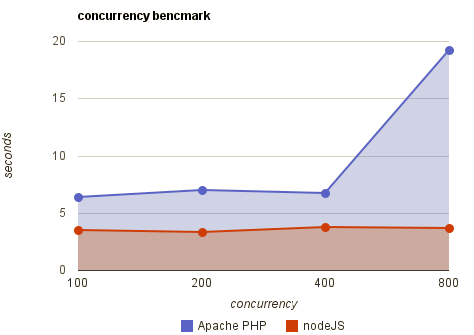 concurrency bencmark
20
15
10
5
0
seconds
100 200 400 800
concurrency
Apache PHP nodeJS